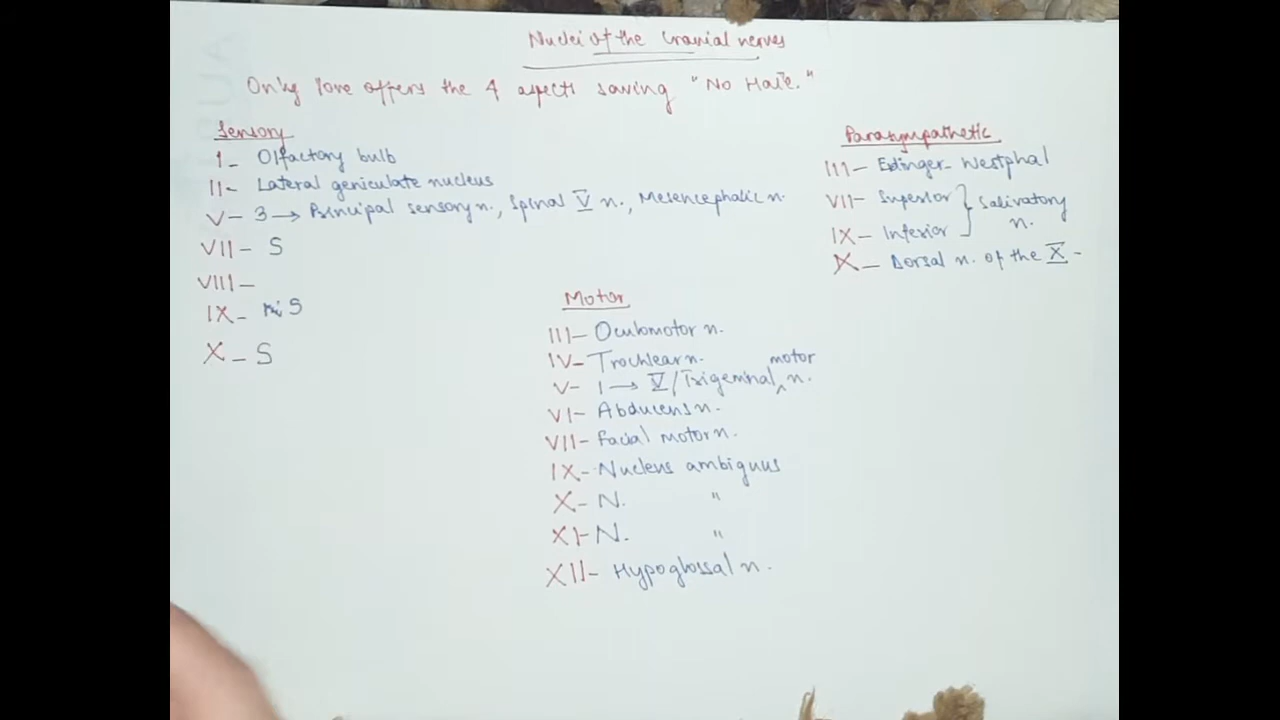 Nuclei of the Cranial nerves
Only love offers the 4 aspects saving "No Hate."
Sensory
I- Olfactory bulb
II- Lateral geniculate nucleus
V- 3 → Principal sensory n., Spinal V n., Mesencephalic n.
VII- S
VIII-
IX- S
X- S
Motor
III- Oculomotor n.
IV- Trochlear n.
V- 1 → V/Trigeminal motor n.
VI- Abducens n.
VII- Facial motor n.
IX- Nucleus ambiguus
X- N. "
XI- N. "
XII- Hypoglossal n.
Parasympathetic
III- Edinger-Westphal
VII- Superior } Salivatory n.
IX- Inferior
X- Dorsal n. of the X -